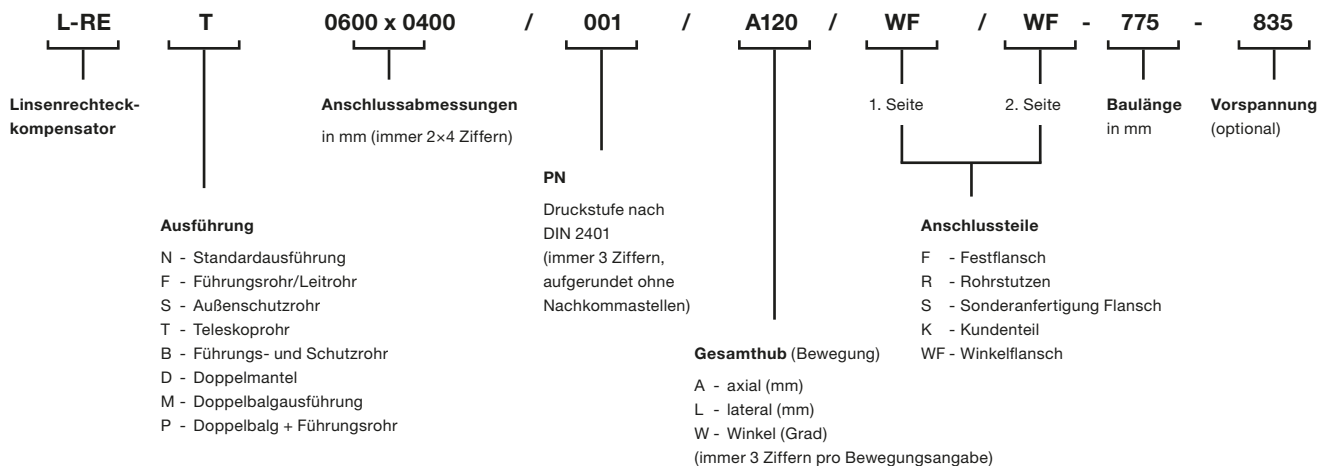 L-RE T 0600 x 0400 / 001 / A120 / WF / WF - 775 - 835
Linsenrechteck-
kompensator
Anschlussabmessungen
in mm (immer 2×4 Ziffern)
1. Seite
2. Seite
Baulänge
in mm
Vorspannung
(optional)
PN
Druckstufe nach
DIN 2401
(immer 3 Ziffern,
aufgerundet ohne
Nachkommastellen)
Ausführung
N - Standardausführung
F - Führungsrohr/Leitrohr
S - Außenschutzrohr
T - Teleskoprohr
B - Führungs- und Schutzrohr
D - Doppelmantel
M - Doppelbalgausführung
P - Doppelbalg + Führungsrohr
Anschlussteile
F - Festflansch
R - Rohrstutzen
S - Sonderanfertigung Flansch
K - Kundenteil
WF - Winkelflansch
Gesamthub (Bewegung)
A - axial (mm)
L - lateral (mm)
W - Winkel (Grad)
(immer 3 Ziffern pro Bewegungsangabe)